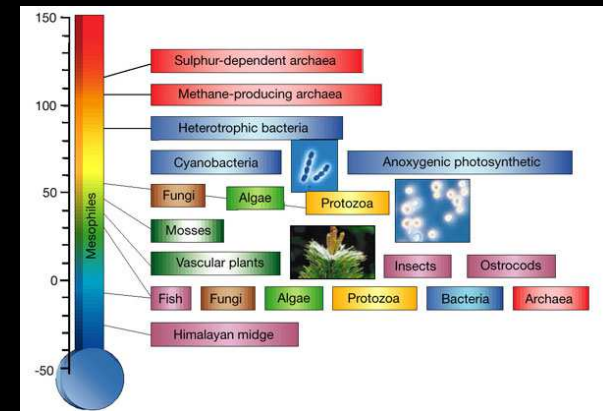 150
Sulphur-dependent archaea
100
Methane-producing archaea
Heterotrophic bacteria
Cyanobacteria
Anoxygenic photosynthetic
50
Mesophiles
Fungi
Algae
Protozoa
Mosses
Vascular plants
Insects
Ostrocods
0
Fish
Fungi
Algae
Protozoa
Bacteria
Archaea
Himalayan midge
-50